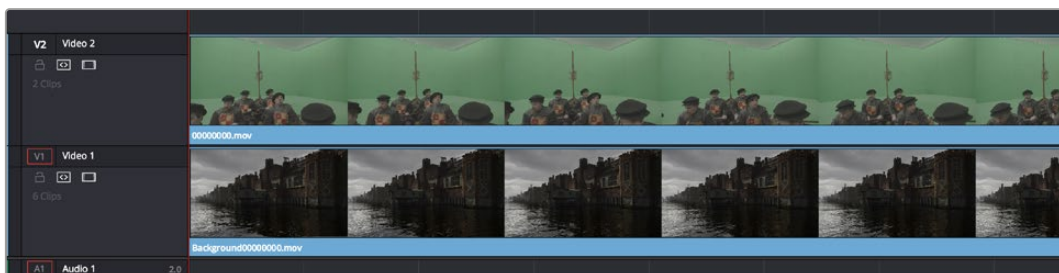 V2 Video 2
2 Clips
00000000.mov
V1 Video 1
6 Clips
Background00000000.mov
A1 Audio 1 2.0